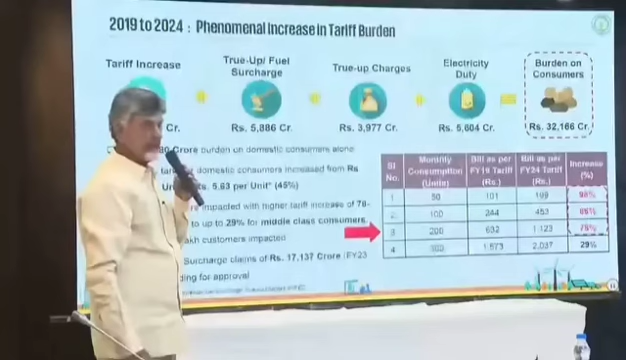 2019 to 2024 : Phenomenal Increase in Tariff Burden
Tariff Increase
True-Up/ Fuel
Surcharge
True-up Charges
Electricity
Duty
Burden on
Consumers
Cr.
Rs. 5,886 Cr.
Rs. 3,977 Cr.
Rs. 5,604 Cr.
Rs. 32,166 Cr.
Crore burden on domestic consumers alone
domestic consumers increased from Rs
Rs. 5.63 per Unit" (45%)
impacted with higher tariff increase of 78-
to up to 29% for middle class consumers.
akh customers impacted
Surcharge claims of Rs. 17,137 Crore (FY23
ding for approval
Sl No. Monthly Consumption (Units) Bill as per FY19 Tariff (Rs.) Bill as per FY24 Tariff (Rs.) Increase (%)
1 50 101 98%
2 100 244 453
3 200 632 1,123 78%
4 300 1,573 2,037 29%